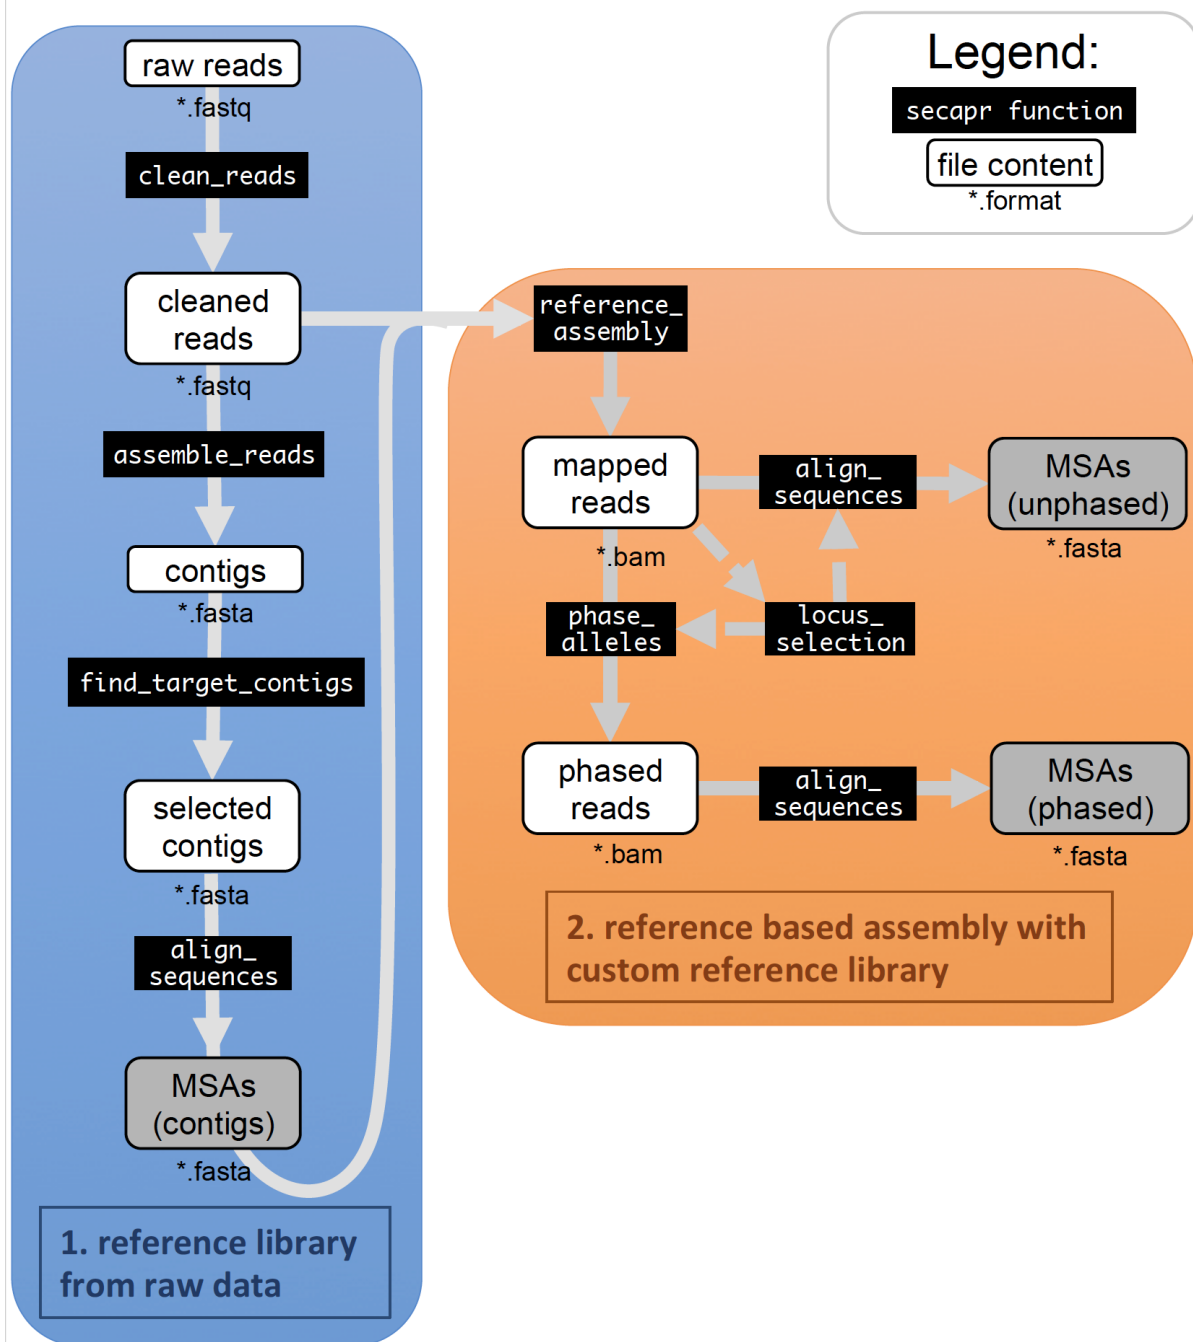 raw reads
*.fastq
clean_reads
cleaned
reads
*.fastq
assemble_reads
contigs
*.fasta
find_target_contigs
selected
contigs
*.fasta
align_
sequences
MSAs
(contigs)
*.fasta
1. reference library
from raw data
Legend:
secapr function
file content
*.format
reference_
assembly
mapped
reads
*.bam
align_
sequences
MSAs
(unphased)
*.fasta
phase_
alleles
locus_
selection
phased
reads
*.bam
align_
sequences
MSAs
(phased)
*.fasta
2. reference based assembly with
custom reference library